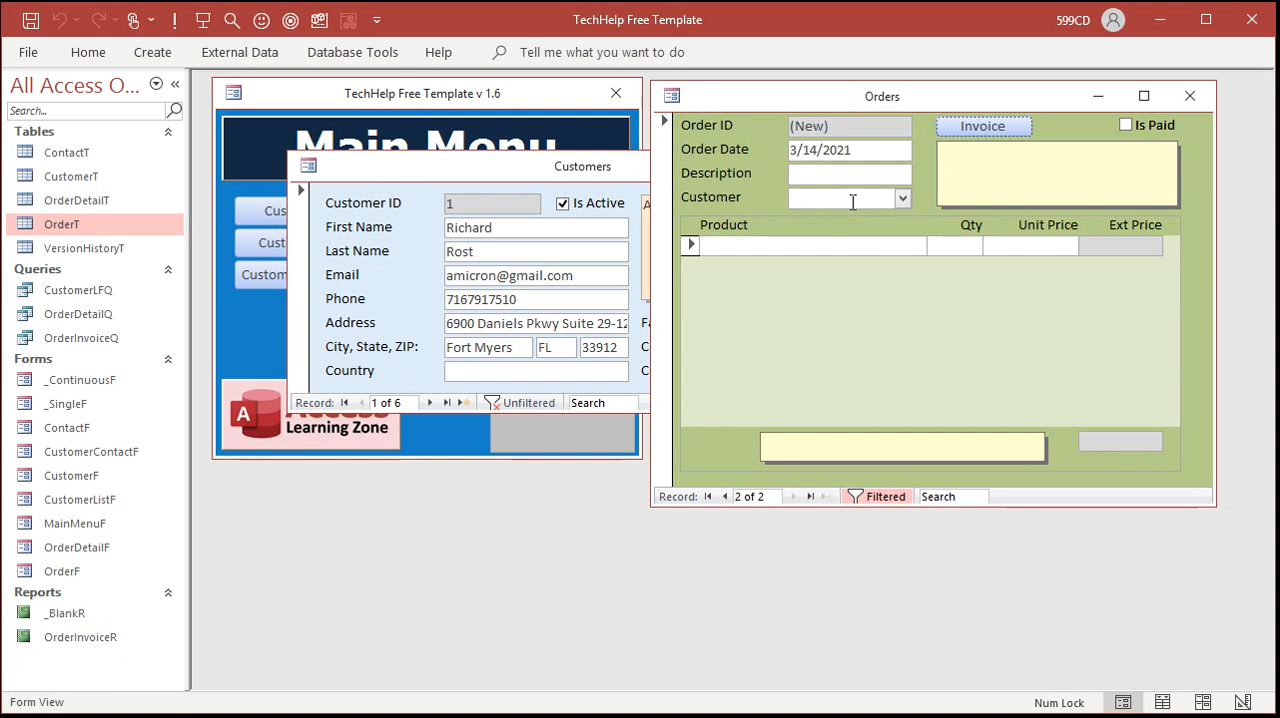 TechHelp Free Template
599CD
File Home Create External Data Database Tools Help Tell me what you want to do
All Access O...
Search...
Tables
ContactT
CustomerT
OrderDetailT
OrderT
VersionHistoryT
Queries
CustomerLFQ
OrderDetailQ
OrderInvoiceQ
Forms
_ContinuousF
_SingleF
ContactF
CustomerContactF
CustomerF
CustomerListF
MainMenuF
OrderDetailF
OrderF
Reports
_BlankR
OrderInvoiceR
TechHelp Free Template v 1.6
Main Menu
Cus
Cust
Custom
A
Learning Zone
Customers
Customer ID 1 Is Active
First Name Richard
Last Name Rost
Email amicron@gmail.com
Phone 7167917510
Address 6900 Daniels Pkwy Suite 29-12
City, State, ZIP: Fort Myers FL 33912
Country
A
Fa
C
C
Record: 1 of 6 Unfiltered Search
Orders
Order ID (New) Invoice Is Paid
Order Date 3/14/2021
Description
Customer
Product Qty Unit Price Ext Price
Record: 2 of 2 Filtered Search
Form View
Num Lock